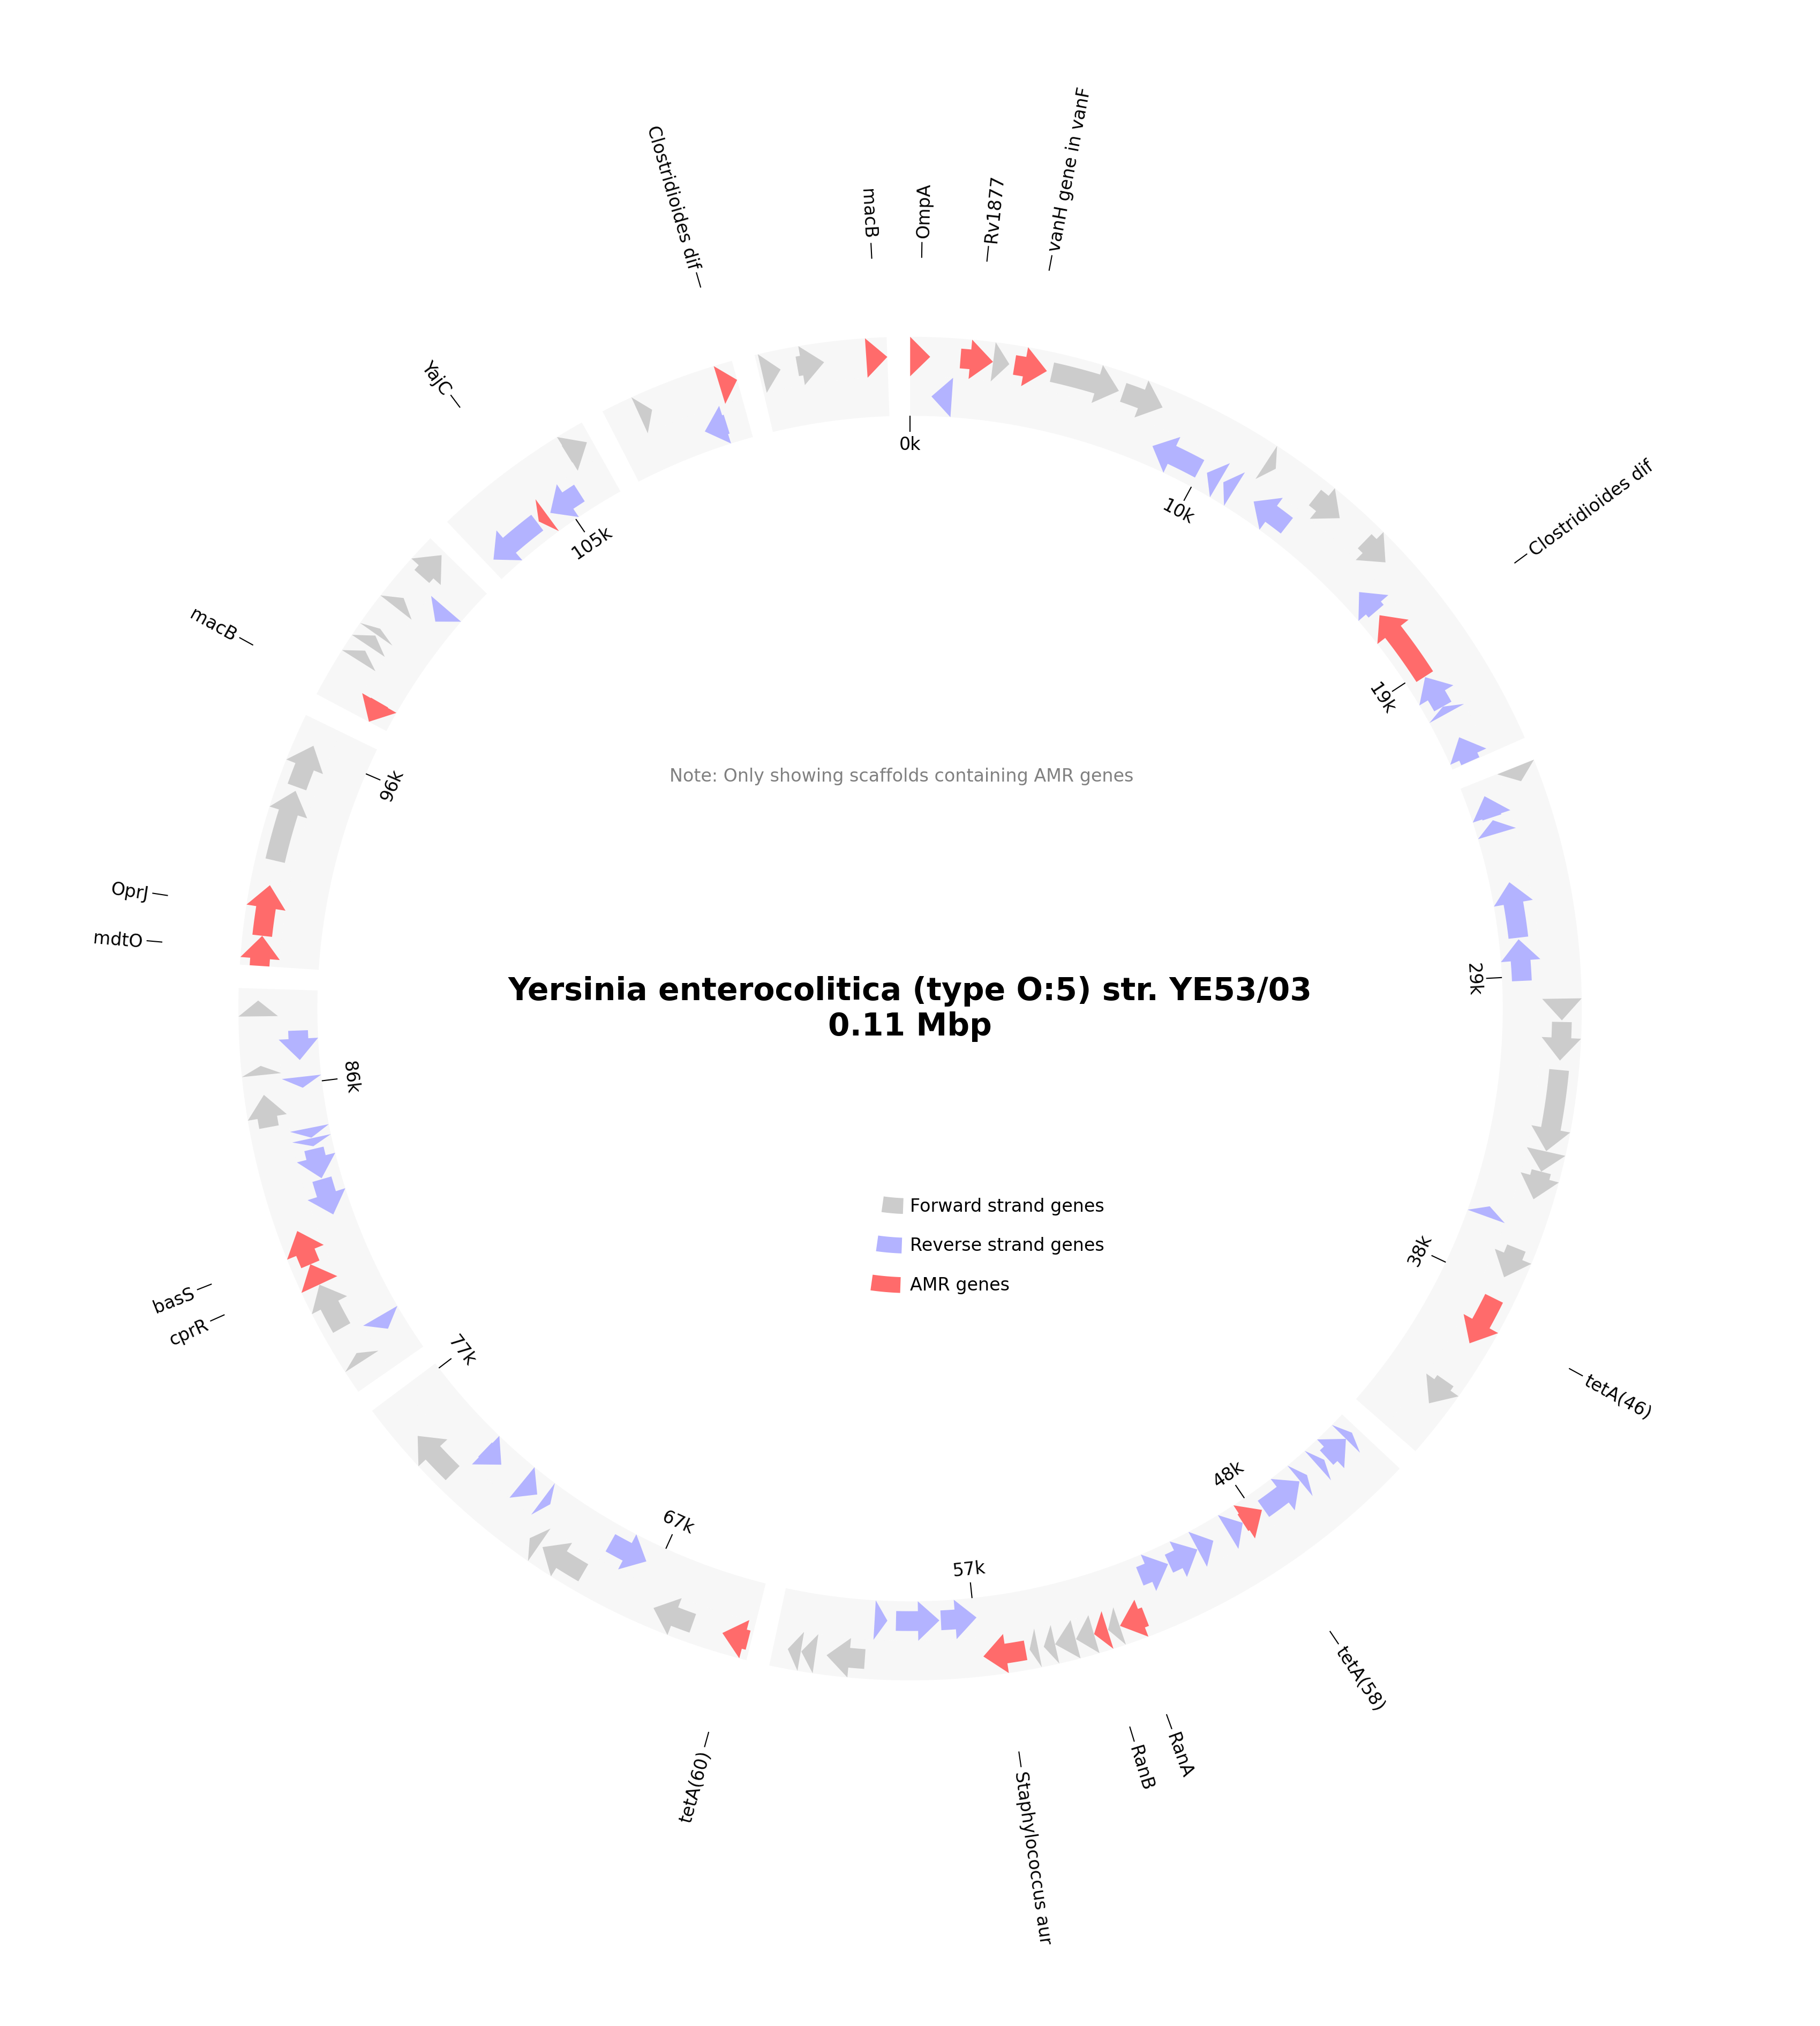 Clostridioides dif
macB
OmpA
Rv1877
vanH gene in vanF
YajC
Clostridioides dif
macB
0k
10k
105k
19k
96k
Note: Only showing scaffolds containing AMR genes
OprJ
mdtO
29k
Yersinia enterocolitica (type O:5) str. YE53/03
0.11 Mbp
86k
Forward strand genes
Reverse strand genes
AMR genes
38k
basS
cprR
77k
tetA(46)
48k
67k
57k
tetA(58)
RanA
RanB
tetA(60)
Staphylococcus aur